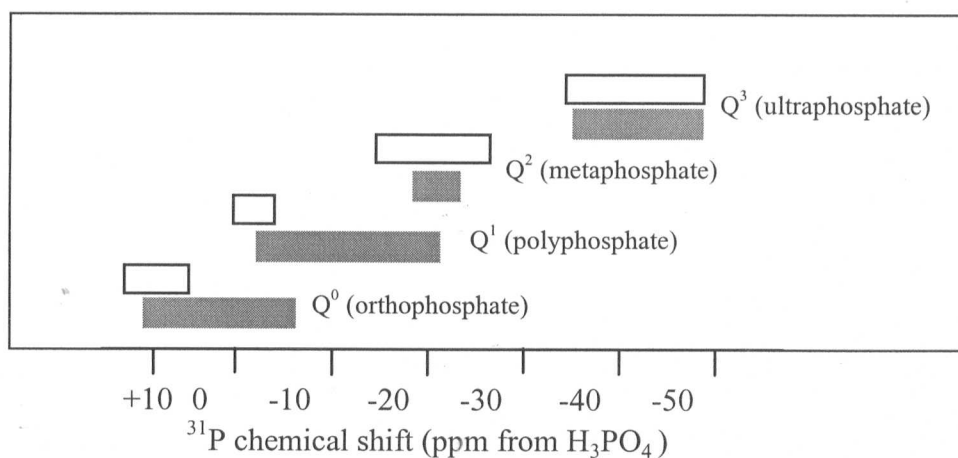 Q³ (ultraphosphate)
Q² (metaphosphate)
Q¹ (polyphosphate)
Q⁰ (orthophosphate)
+10 0 -10 -20 -30 -40 -50
³¹P chemical shift (ppm from H₃PO₄)